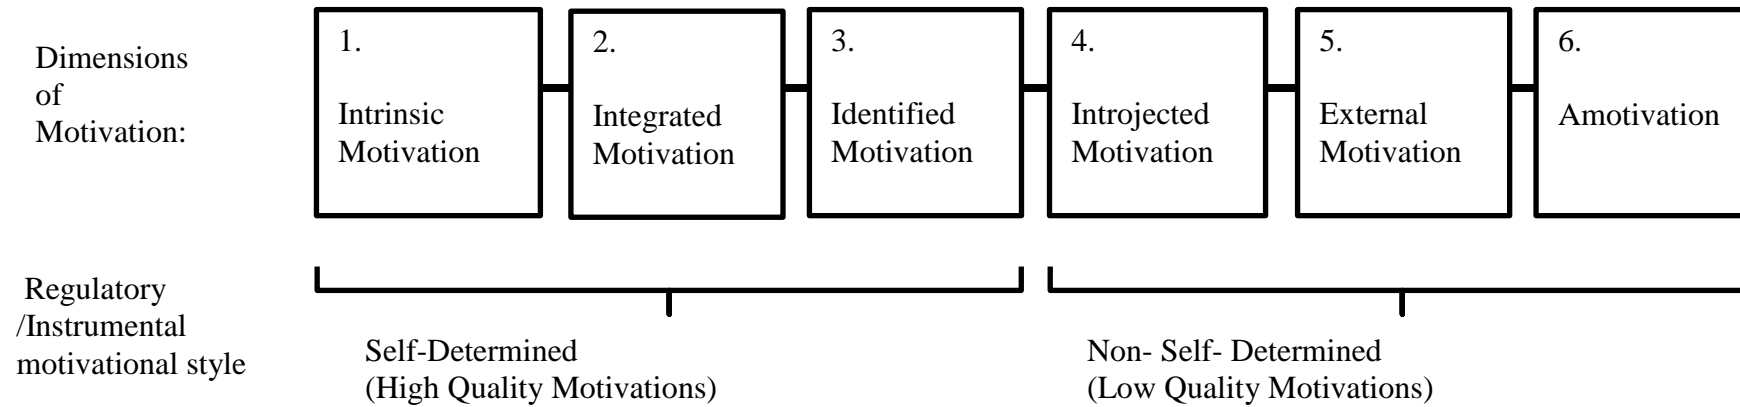 Dimensions
of
Motivation:
1.
Intrinsic
Motivation
2.
Integrated
Motivation
3.
Identified
Motivation
4.
Introjected
Motivation
5.
External
Motivation
6.
Amotivation
Regulatory
/Instrumental
motivational style
Self-Determined
(High Quality Motivations)
Non- Self- Determined
(Low Quality Motivations)